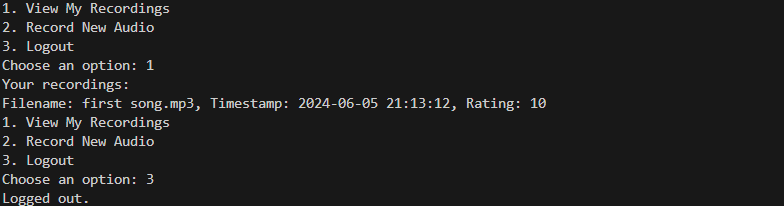 1. View My Recordings
2. Record New Audio
3. Logout
Choose an option: 1
Your recordings:
Filename: first song.mp3, Timestamp: 2024-06-05 21:13:12, Rating: 10
1. View My Recordings
2. Record New Audio
3. Logout
Choose an option: 3
Logged out.